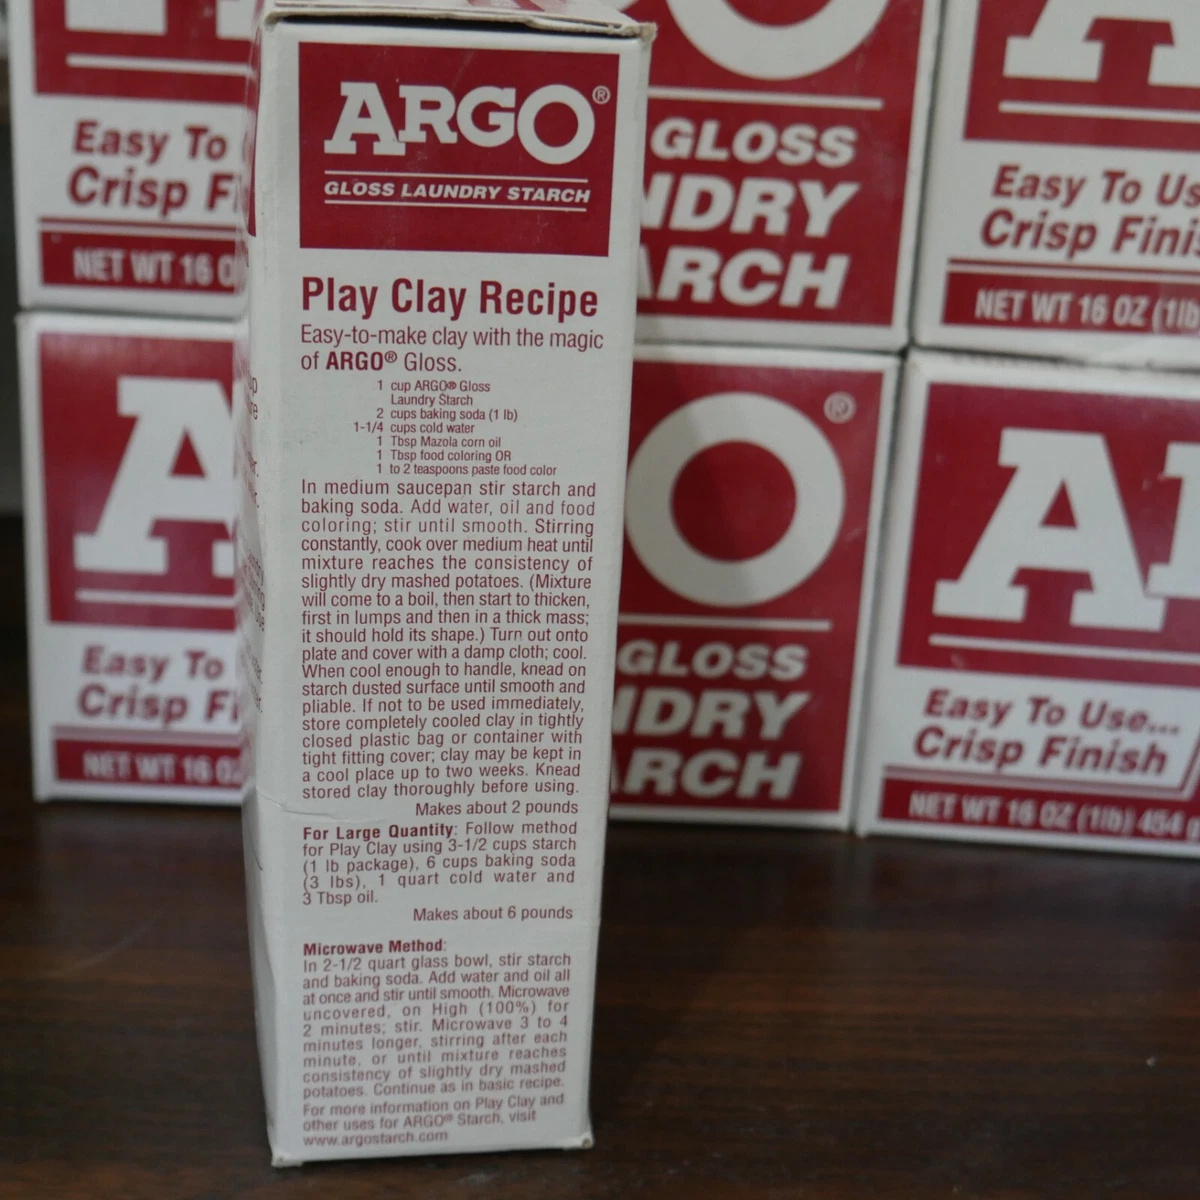 ARGO®
GLOSS LAUNDRY STARCH
Play Clay Recipe
Easy-to-make clay with the magic
of ARGO® Gloss.
1 cup ARGO® Gloss
Laundry Starch
2 cups baking soda (1 lb)
1-1/4 cups cold water
1 Tbsp Mazola corn oil
1 Tbsp food coloring OR
1 to 2 teaspoons paste food color
In medium saucepan stir starch and
baking soda. Add water, oil and food
coloring; stir until smooth. Stirring
constantly, cook over medium heat until
mixture reaches the consistency of
slightly dry mashed potatoes. (Mixture
will come to a boil, then start to thicken,
first in lumps and then in a thick mass;
it should hold its shape.) Turn out onto
plate and cover with a damp cloth; cool.
When cool enough to handle, knead on
starch dusted surface until smooth and
pliable. If not to be used immediately,
store completely cooled clay in tightly
closed plastic bag or container with
tight fitting cover; clay may be kept in
a cool place up to two weeks. Knead
stored clay thoroughly before using.
Makes about 2 pounds
For Large Quantity: Follow method
for Play Clay using 3-1/2 cups starch
(1 lb package), 6 cups baking soda
(3 lbs), 1 quart cold water and
3 Tbsp oil.
Makes about 6 pounds
Microwave Method:
In 2-1/2 quart glass bowl, stir starch
and baking soda. Add water and oil all
at once and stir until smooth. Microwave
uncovered, on High (100%) for
2 minutes; stir. Microwave 3 to 4
minutes longer, stirring after each
minute, or until mixture reaches
consistency of slightly dry mashed
potatoes. Continue as in basic recipe.
For more information on Play Clay and
other uses for ARGO® Starch, visit
www.argostarch.com
Easy To
Crisp Fi
NET WT 16 O
GLOSS
NDRY
ARCH
Easy To Us
Crisp Finis
NET WT 16 OZ (1lb
A
Easy To
Crisp Fi
NET WT 16 OZ
O®
GLOSS
NDRY
ARCH
A
Easy To Use...
Crisp Finish
NET WT 16 OZ (1lb) 454